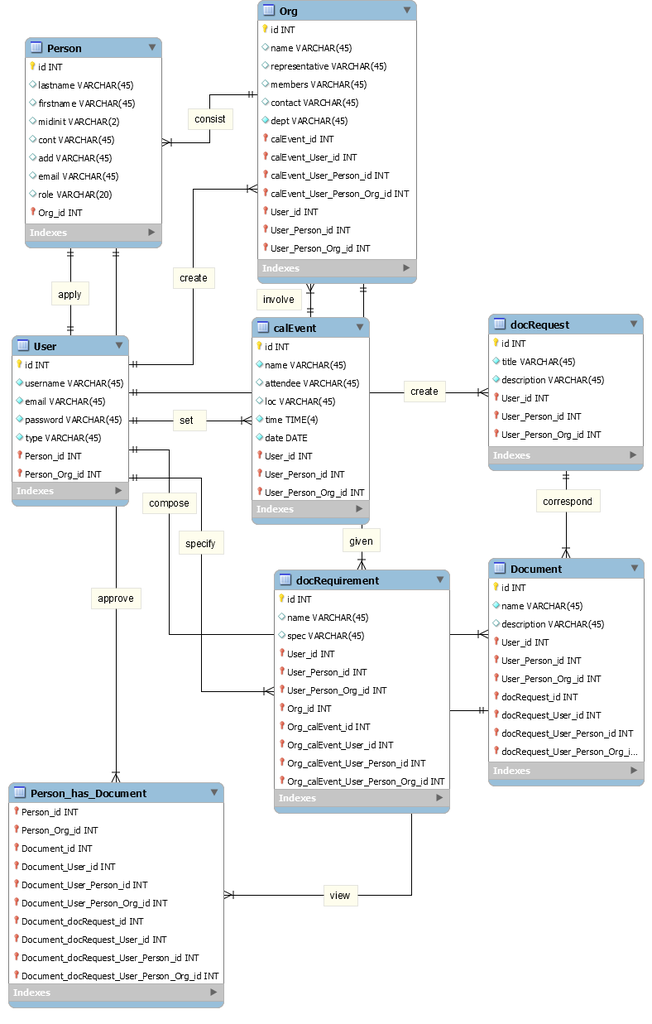 Org
id INT
name VARCHAR(45)
representative VARCHAR(45)
members VARCHAR(45)
contact VARCHAR(45)
dept VARCHAR(45)
calEvent_id INT
calEvent_User_id INT
calEvent_User_Person_id INT
calEvent_User_Person_Org_id INT
User_id INT
User_Person_id INT
User_Person_Org_id INT
Indexes
Person
id INT
lastname VARCHAR(45)
firstname VARCHAR(45)
midinit VARCHAR(2)
cont VARCHAR(45)
add VARCHAR(45)
email VARCHAR(45)
role VARCHAR(20)
Org_id INT
Indexes
consist
create
apply
involve
User
id INT
username VARCHAR(45)
email VARCHAR(45)
password VARCHAR(45)
type VARCHAR(45)
Person_id INT
Person_Org_id INT
Indexes
calEvent
id INT
name VARCHAR(45)
attendee VARCHAR(45)
loc VARCHAR(45)
time TIME(4)
date DATE
User_id INT
User_Person_id INT
User_Person_Org_id INT
Indexes
docRequest
id INT
title VARCHAR(45)
description VARCHAR(45)
User_id INT
User_Person_id INT
User_Person_Org_id INT
Indexes
create
set
compose
specify
given
correspond
approve
docRequirement
id INT
name VARCHAR(45)
spec VARCHAR(45)
User_id INT
User_Person_id INT
User_Person_Org_id INT
Org_id INT
Org_calEvent_id INT
Org_calEvent_User_id INT
Org_calEvent_User_Person_id INT
Org_calEvent_User_Person_Org_id INT
Indexes
Document
id INT
name VARCHAR(45)
description VARCHAR(45)
User_id INT
User_Person_id INT
User_Person_Org_id INT
docRequest_id INT
docRequest_User_id INT
docRequest_User_Person_id INT
docRequest_User_Person_Org_i...
Indexes
Person_has_Document
Person_id INT
Person_Org_id INT
Document_id INT
Document_User_id INT
Document_User_Person_id INT
Document_User_Person_Org_id INT
Document_docRequest_id INT
Document_docRequest_User_id INT
Document_docRequest_User_Person_id INT
Document_docRequest_User_Person_Org_id INT
Indexes
view